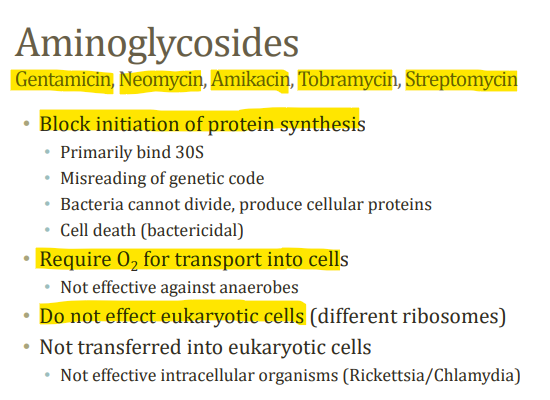 Aminoglycosides
Gentamicin, Neomycin, Amikacin, Tobramycin, Streptomycin
• Block initiation of protein synthesis
• Primarily bind 30S
• Misreading of genetic code
• Bacteria cannot divide, produce cellular proteins
• Cell death (bactericidal)
• Require O₂ for transport into cells
• Not effective against anaerobes
• Do not effect eukaryotic cells (different ribosomes)
• Not transferred into eukaryotic cells
• Not effective intracellular organisms (Rickettsia/Chlamydia)